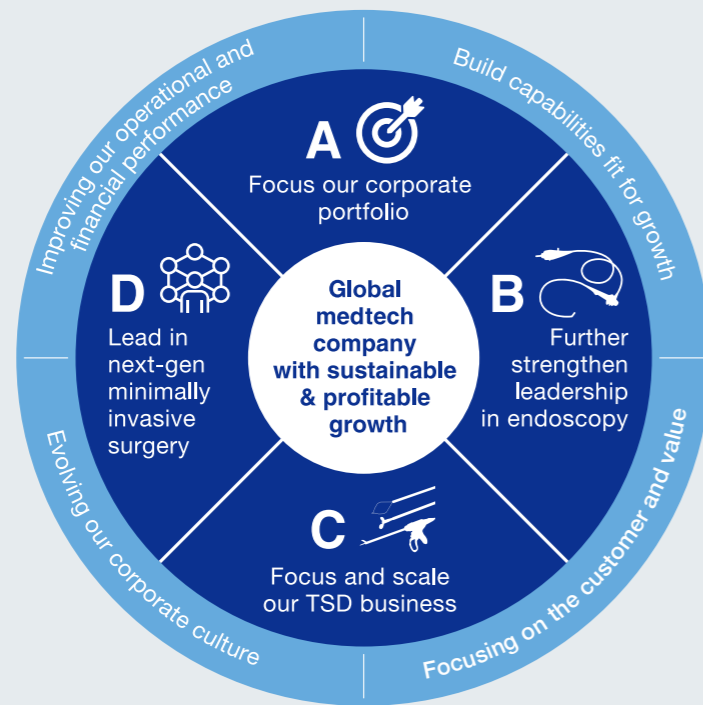 Improving our operational and
financial performance
Build capabilities fit for growth
A
Focus our corporate
portfolio
D
Lead in
next-gen
minimally
invasive
surgery
Global
medtech
company
with sustainable
& profitable
growth
B
Further
strengthen
leadership
in endoscopy
C
Focus and scale
our TSD business
Evolving our corporate culture
Focusing on the customer and value